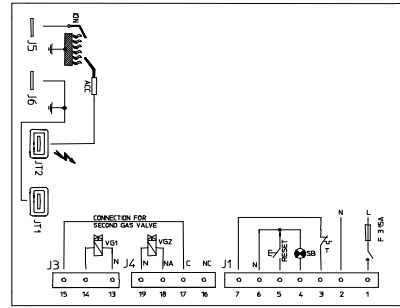 ION
J5
J6
ACC
JT2
JT1
CONNECTION FOR
SECOND GAS VALVE
VG1
N
VG2
N
NA
C
NC
N
RESET
SB
T
N
L
F 3.15A
J3
J4
J1
15
14
13
19
18
17
16
7
6
5
4
3
2
1